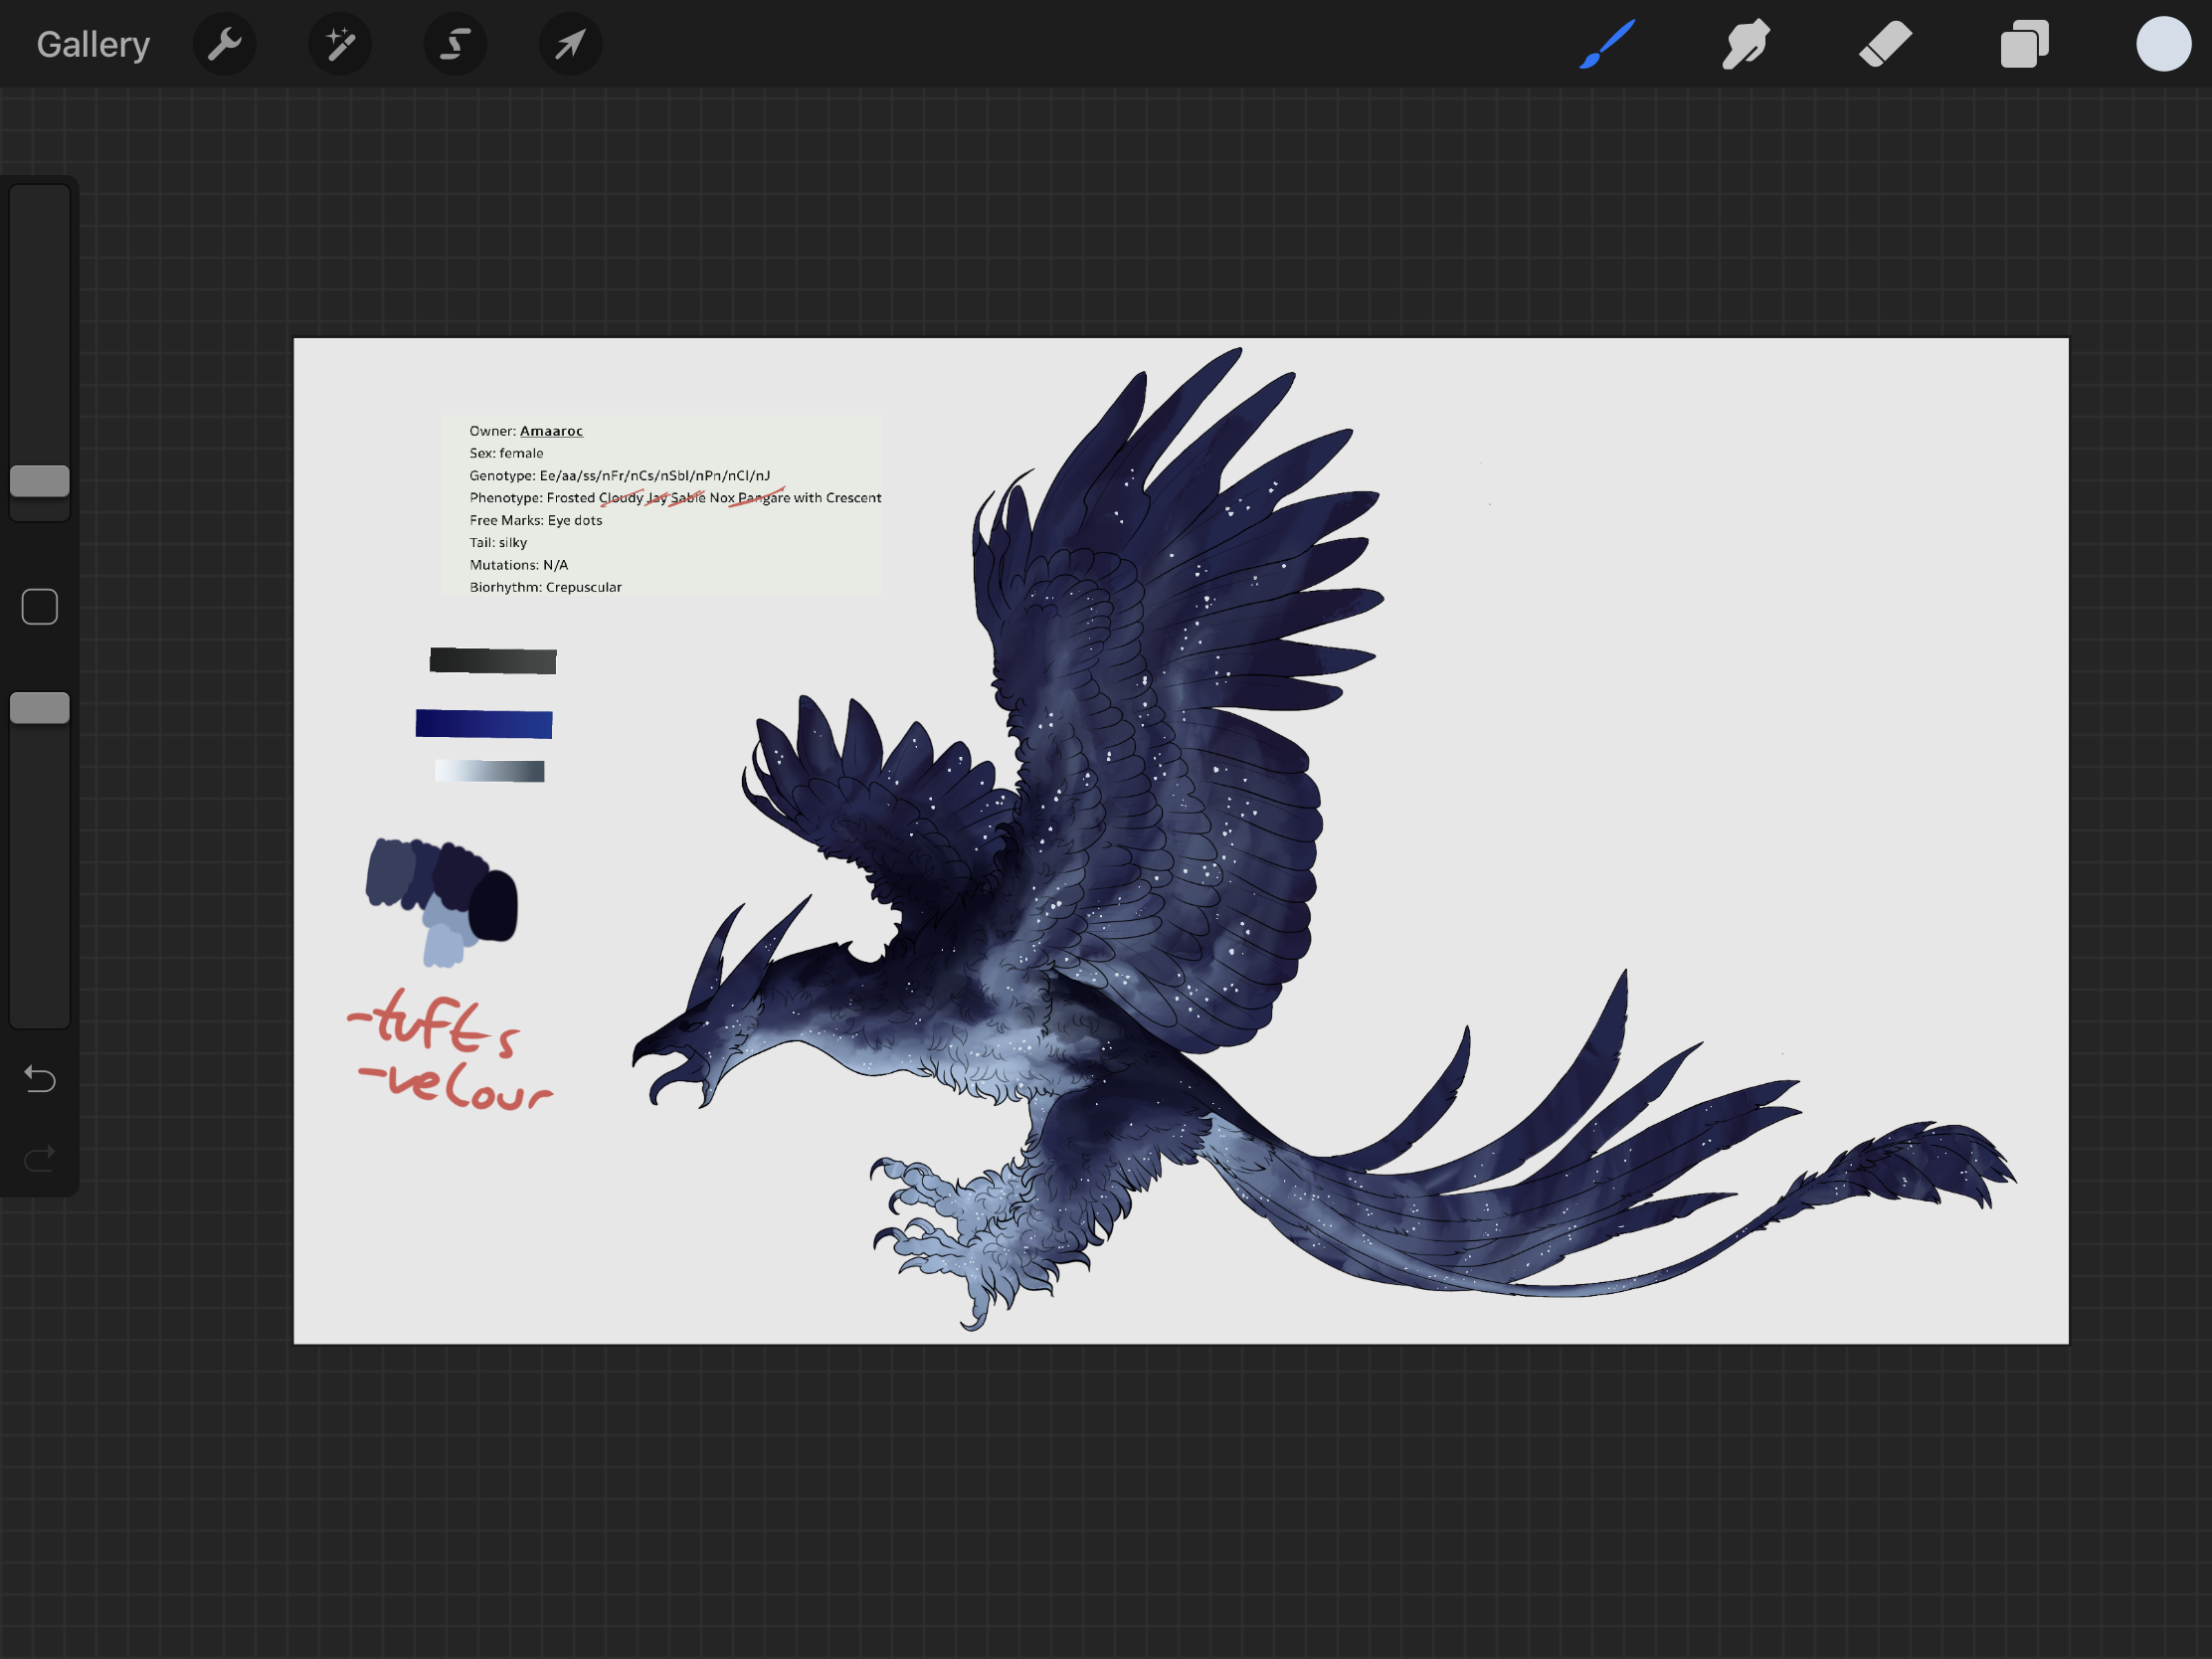 Gallery
Owner: Amaaroc
Sex: female
Genotype: Ee/aa/ss/nFr/nCs/nSbl/nPn/nCl/nJ
Phenotype: Frosted Cloudy Jay Sable Nox Pangare with Crescent
Free Marks: Eye dots
Tail: silky
Mutations: N/A
Biorhythm: Crepuscular
-tufts
-velour